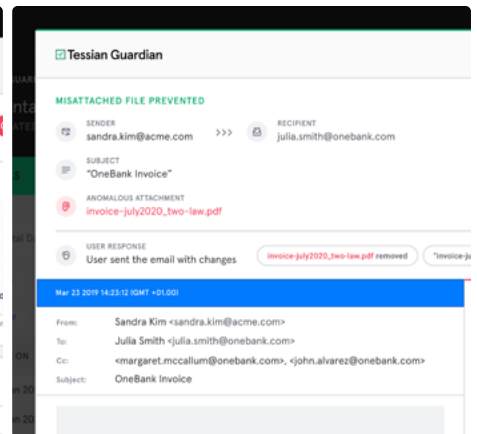 Tessian Guardian
MISATTACHED FILE PREVENTED
SENDER
sandra.kim@acme.com
>>>
RECIPIENT
julia.smith@onebank.com
SUBJECT
"OneBank Invoice"
ANOMALOUS ATTACHMENT
invoice-july2020_two-law.pdf
USER RESPONSE
User sent the email with changes
invoice-july2020_two-law.pdf removed
"invoice-ju
Mar 23 2019 14:23:12 (GMT +01.00)
From: Sandra Kim <sandra.kim@acme.com>
To: Julia Smith <julia.smith@onebank.com>
Cc: <margaret.mccallum@onebank.com>, <john.alvarez@onebank.com>
Subject: OneBank Invoice